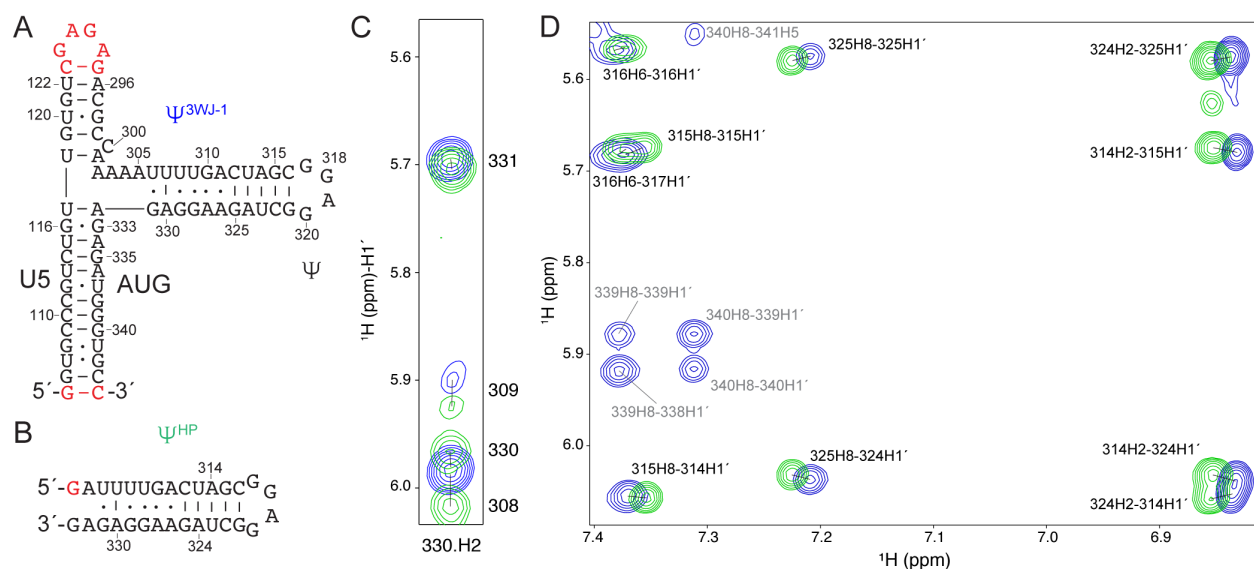 A
A G
G A
C G
122 U A 296
G C
120 U G
G C
C 300
U A
Ψ3WJ-1
305 310 315 318
AAAAUUUUGACUAGCGGAG
GAGGAAGAUCGG
330 325 320
Ψ
U A
116 G G 333
U A
C G 335
U A
G U
C G
110 C G
C G 340
G U
U G
G C
5´-G C-3´
U5
AUG
B
ΨHP
314
5´-GAUUUUGACUAGCGGAG
3´-GAGGAAGAUCGG
330 324
C
5.6
5.7
5.8
5.9
6.0
¹H (ppm)-H1´
331
309
330
308
330.H2
D
340H8-341H5
316H6-316H1´
325H8-325H1´
324H2-325H1´
315H8-315H1´
316H6-317H1´
314H2-315H1´
339H8-339H1´
340H8-339H1´
339H8-338H1´
340H8-340H1´
315H8-314H1´
325H8-324H1´
314H2-324H1´
324H2-314H1´
5.6
5.7
5.8
5.9
6.0
¹H (ppm)
7.4 7.3 7.2 7.1 7.0 6.9
¹H (ppm)